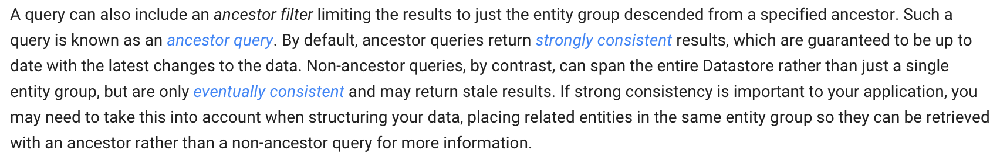 A query can also include an ancestor filter limiting the results to just the entity group descended from a specified ancestor. Such a
query is known as an ancestor query. By default, ancestor queries return strongly consistent results, which are guaranteed to be up to
date with the latest changes to the data. Non-ancestor queries, by contrast, can span the entire Datastore rather than just a single
entity group, but are only eventually consistent and may return stale results. If strong consistency is important to your application, you
may need to take this into account when structuring your data, placing related entities in the same entity group so they can be retrieved
with an ancestor rather than a non-ancestor query for more information.